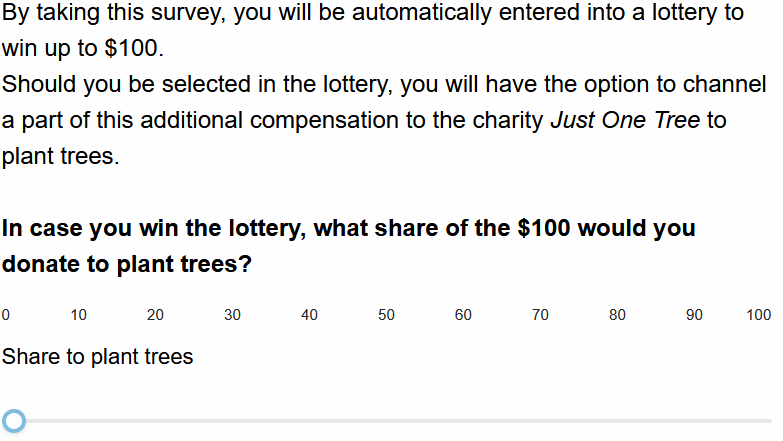 By taking this survey, you will be automatically entered into a lottery to
win up to $100.
Should you be selected in the lottery, you will have the option to channel
a part of this additional compensation to the charity Just One Tree to
plant trees.
In case you win the lottery, what share of the $100 would you
donate to plant trees?
0 10 20 30 40 50 60 70 80 90 100
Share to plant trees